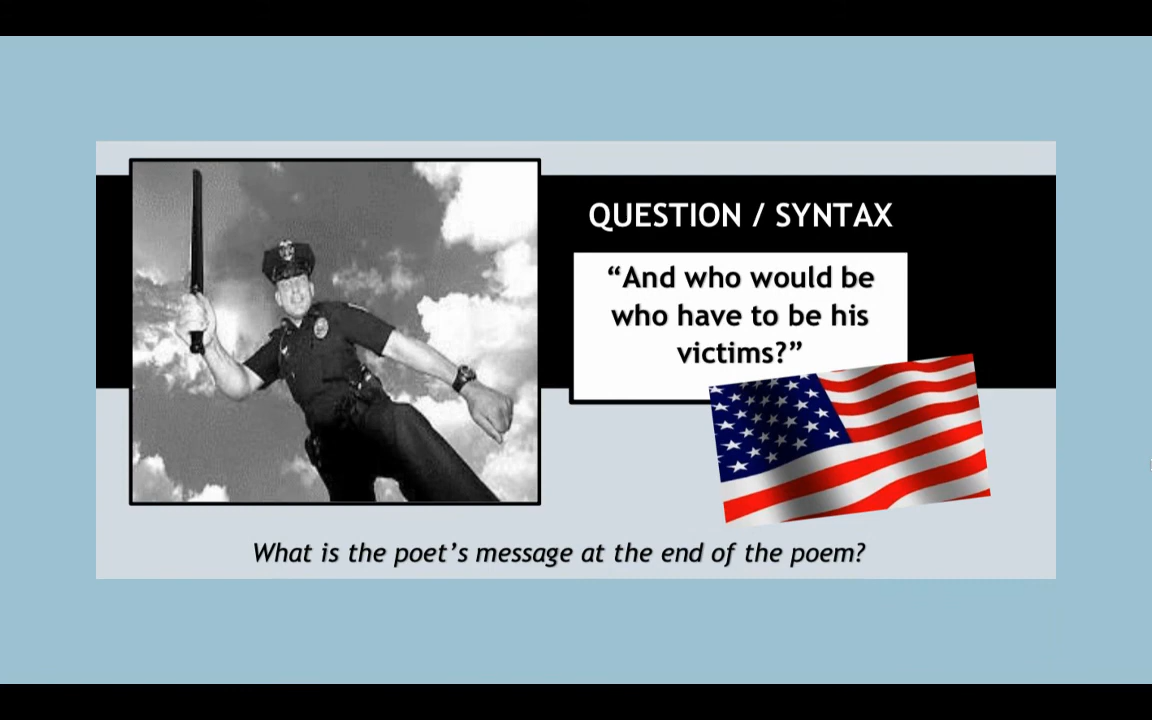 QUESTION / SYNTAX
“And who would be
who have to be his
victims?”
What is the poet’s message at the end of the poem?